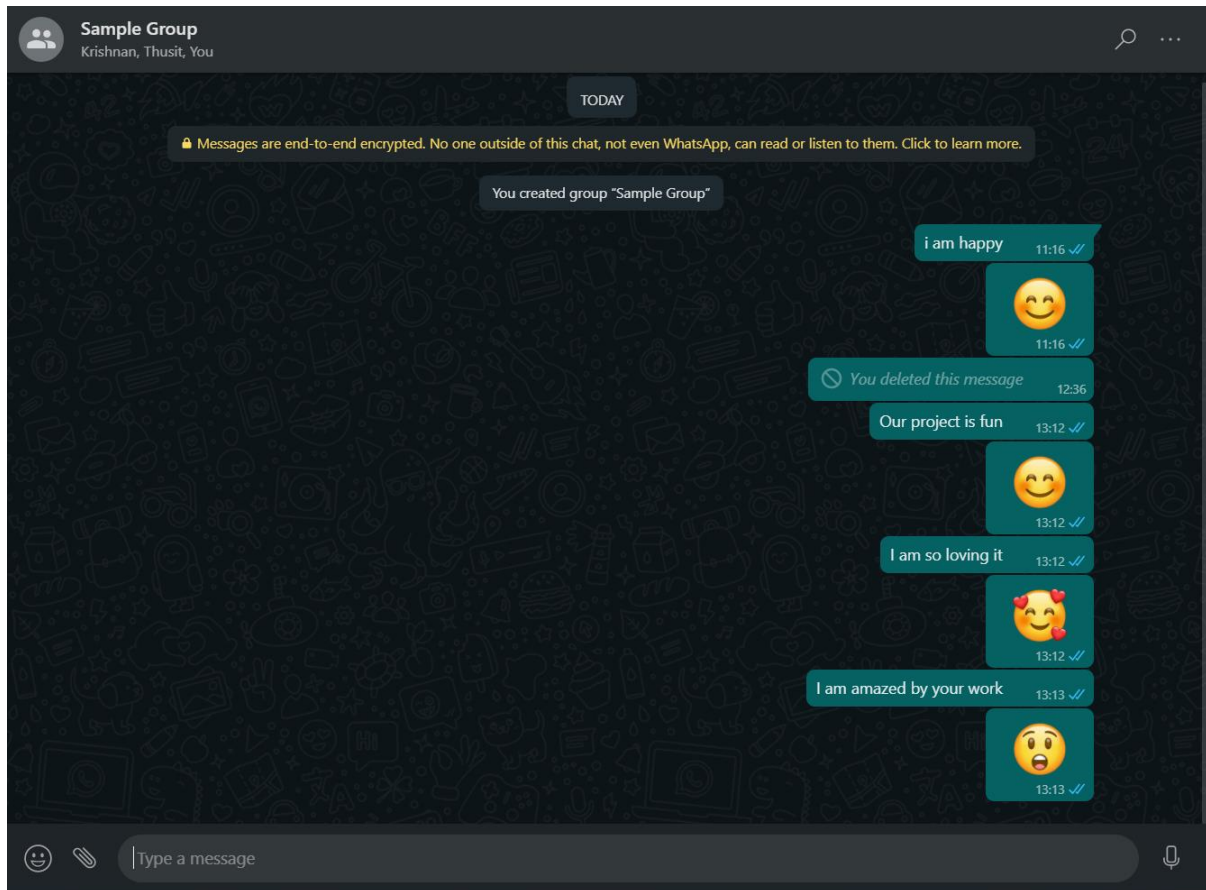 Sample Group
Krishnan, Thusit, You
TODAY
Messages are end-to-end encrypted. No one outside of this chat, not even WhatsApp, can read or listen to them. Click to learn more.
You created group “Sample Group”
i am happy 11:16
😊
11:16
You deleted this message 12:36
Our project is fun 13:12
😊
13:12
I am so loving it 13:12
🥰
13:12
I am amazed by your work 13:13
😲
13:13
Type a message